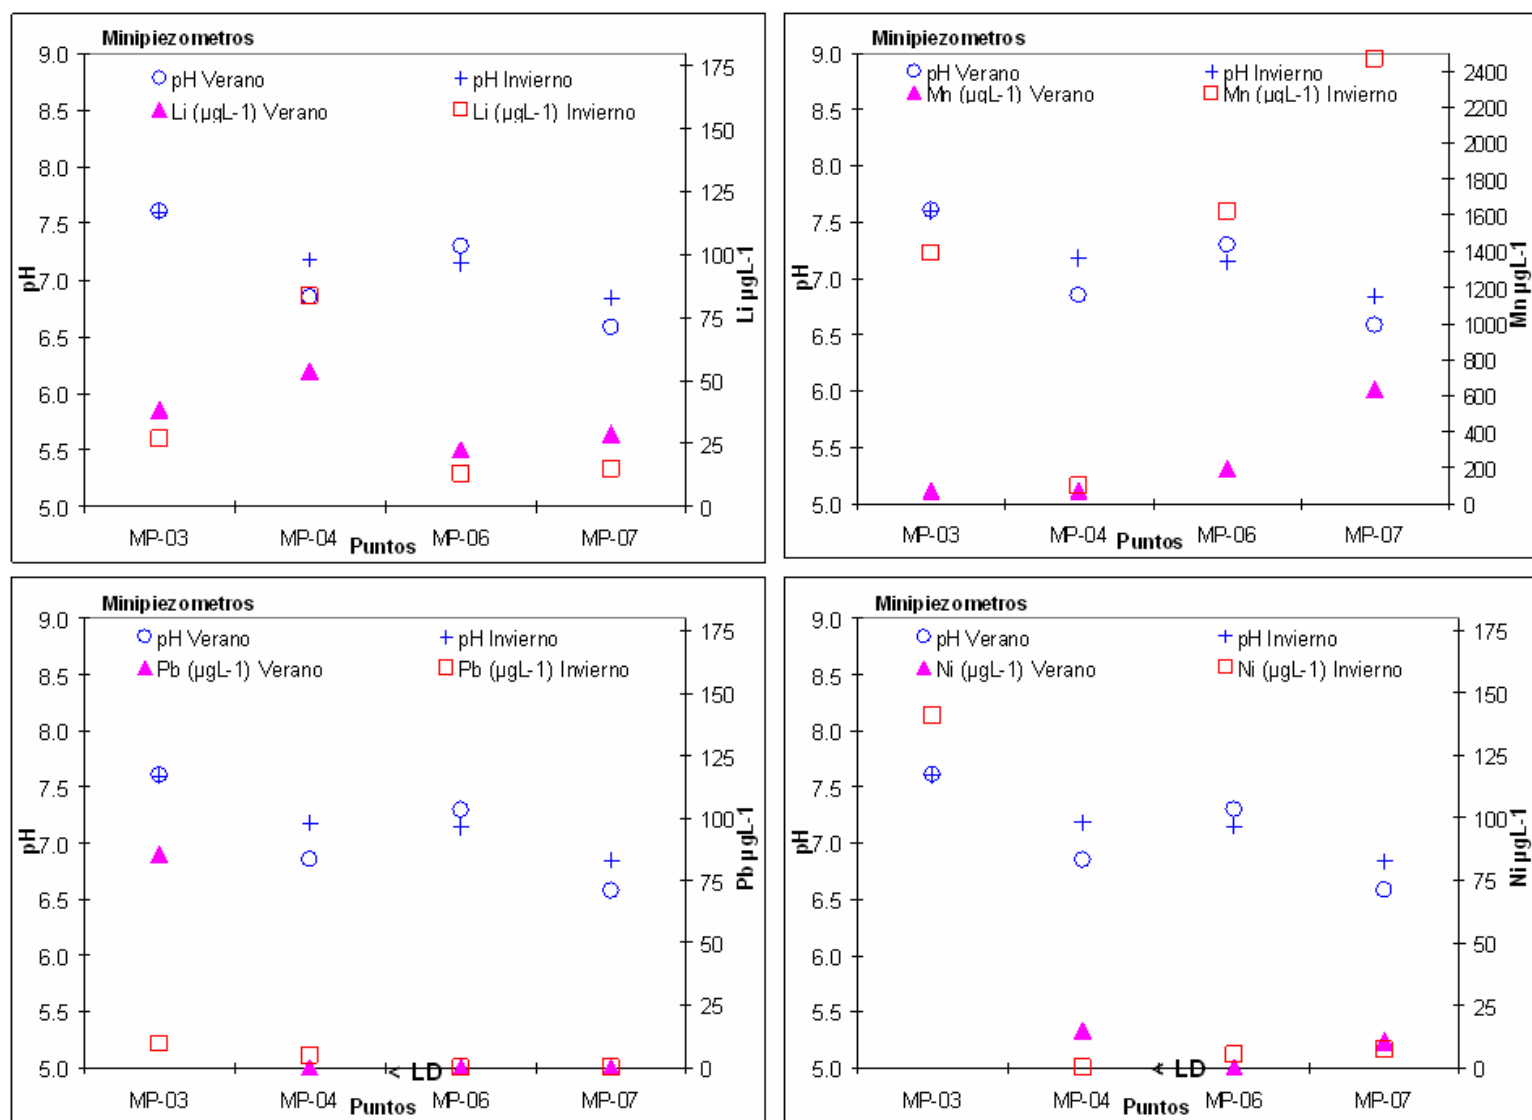 Minipiezometros
pH Verano
pH Invierno
Li (µgL-1) Verano
Li (µgL-1) Invierno
9.0
8.5
8.0
7.5
7.0
6.5
6.0
5.5
5.0
pH
175
150
125
100
75
50
25
0
Li µgL-1
MP-03
MP-04
MP-06
MP-07
Puntos
Minipiezometros
pH Verano
pH Invierno
Mn (µgL-1) Verano
Mn (µgL-1) Invierno
9.0
8.5
8.0
7.5
7.0
6.5
6.0
5.5
5.0
pH
2400
2200
2000
1800
1600
1400
1200
1000
800
600
400
200
0
Mn µgL-1
MP-03
MP-04
MP-06
MP-07
Puntos
Minipiezometros
pH Verano
pH Invierno
Pb (µgL-1) Verano
Pb (µgL-1) Invierno
9.0
8.5
8.0
7.5
7.0
6.5
6.0
5.5
5.0
pH
175
150
125
100
75
50
25
0
Pb µgL-1
< LD
MP-03
MP-04
MP-06
MP-07
Puntos
Minipiezometros
pH Verano
pH Invierno
Ni (µgL-1) Verano
Ni (µgL-1) Invierno
9.0
8.5
8.0
7.5
7.0
6.5
6.0
5.5
5.0
pH
175
150
125
100
75
50
25
0
Ni µgL-1
< LD
MP-03
MP-04
MP-06
MP-07
Puntos